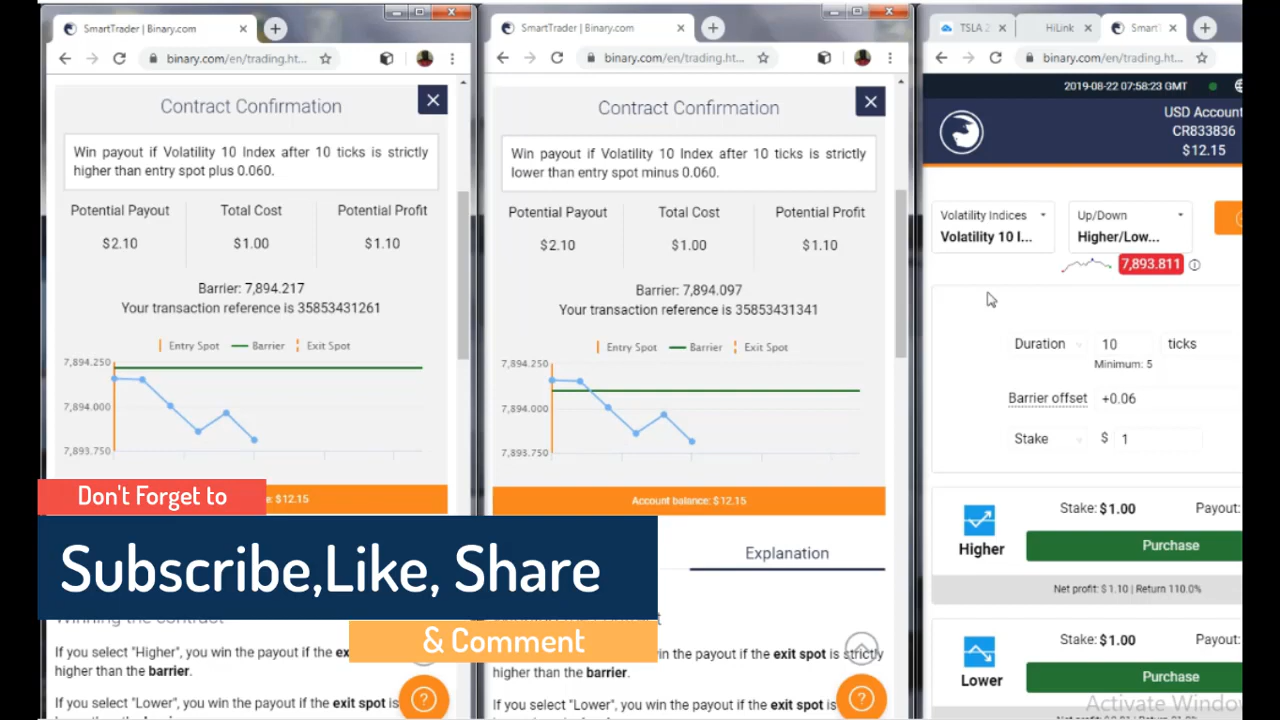 SmartTrader | Binary.com
binary.com/en/trading.ht...
Contract Confirmation
Win payout if Volatility 10 Index after 10 ticks is strictly
higher than entry spot plus 0.060.
Potential Payout
Total Cost
Potential Profit
$2.10
$1.00
$1.10
Barrier: 7,894.217
Your transaction reference is 35853431261
Entry Spot
Barrier
Exit Spot
7,894.250
7,894.000
7,893.750
$12.15
Don't Forget to
Subscribe,Like, Share
& Comment
Winning the contract
If you select "Higher", you win the payout if the
higher than the barrier.
If you select "Lower", you win the payout if the exit spot is
SmartTrader | Binary.com
binary.com/en/trading.ht...
Contract Confirmation
Win payout if Volatility 10 Index after 10 ticks is strictly
lower than entry spot minus 0.060.
Potential Payout
Total Cost
Potential Profit
$2.10
$1.00
$1.10
Barrier: 7,894.097
Your transaction reference is 35853431341
Entry Spot
Barrier
Exit Spot
7,894.250
7,894.000
7,893.750
Account balance: $12.15
Explanation
in the payout if the exit spot is strictly
higher than the barrier.
If you select "Lower", you win the payout if the exit spot is
TSLA 2
HiLink
Smart
binary.com/en/trading.ht...
2019-08-22 07:58:23 GMT
USD Account
CR833836
$12.15
Volatility Indices
Volatility 10 I...
Up/Down
Higher/Low...
7,893.811
Duration
10
ticks
Minimum: 5
Barrier offset
+0.06
Stake
$
1
Stake: $1.00
Payout:
Higher
Purchase
Net profit: $1.10 | Return 110.0%
Stake: $1.00
Payout:
Lower
Purchase
Activate Window